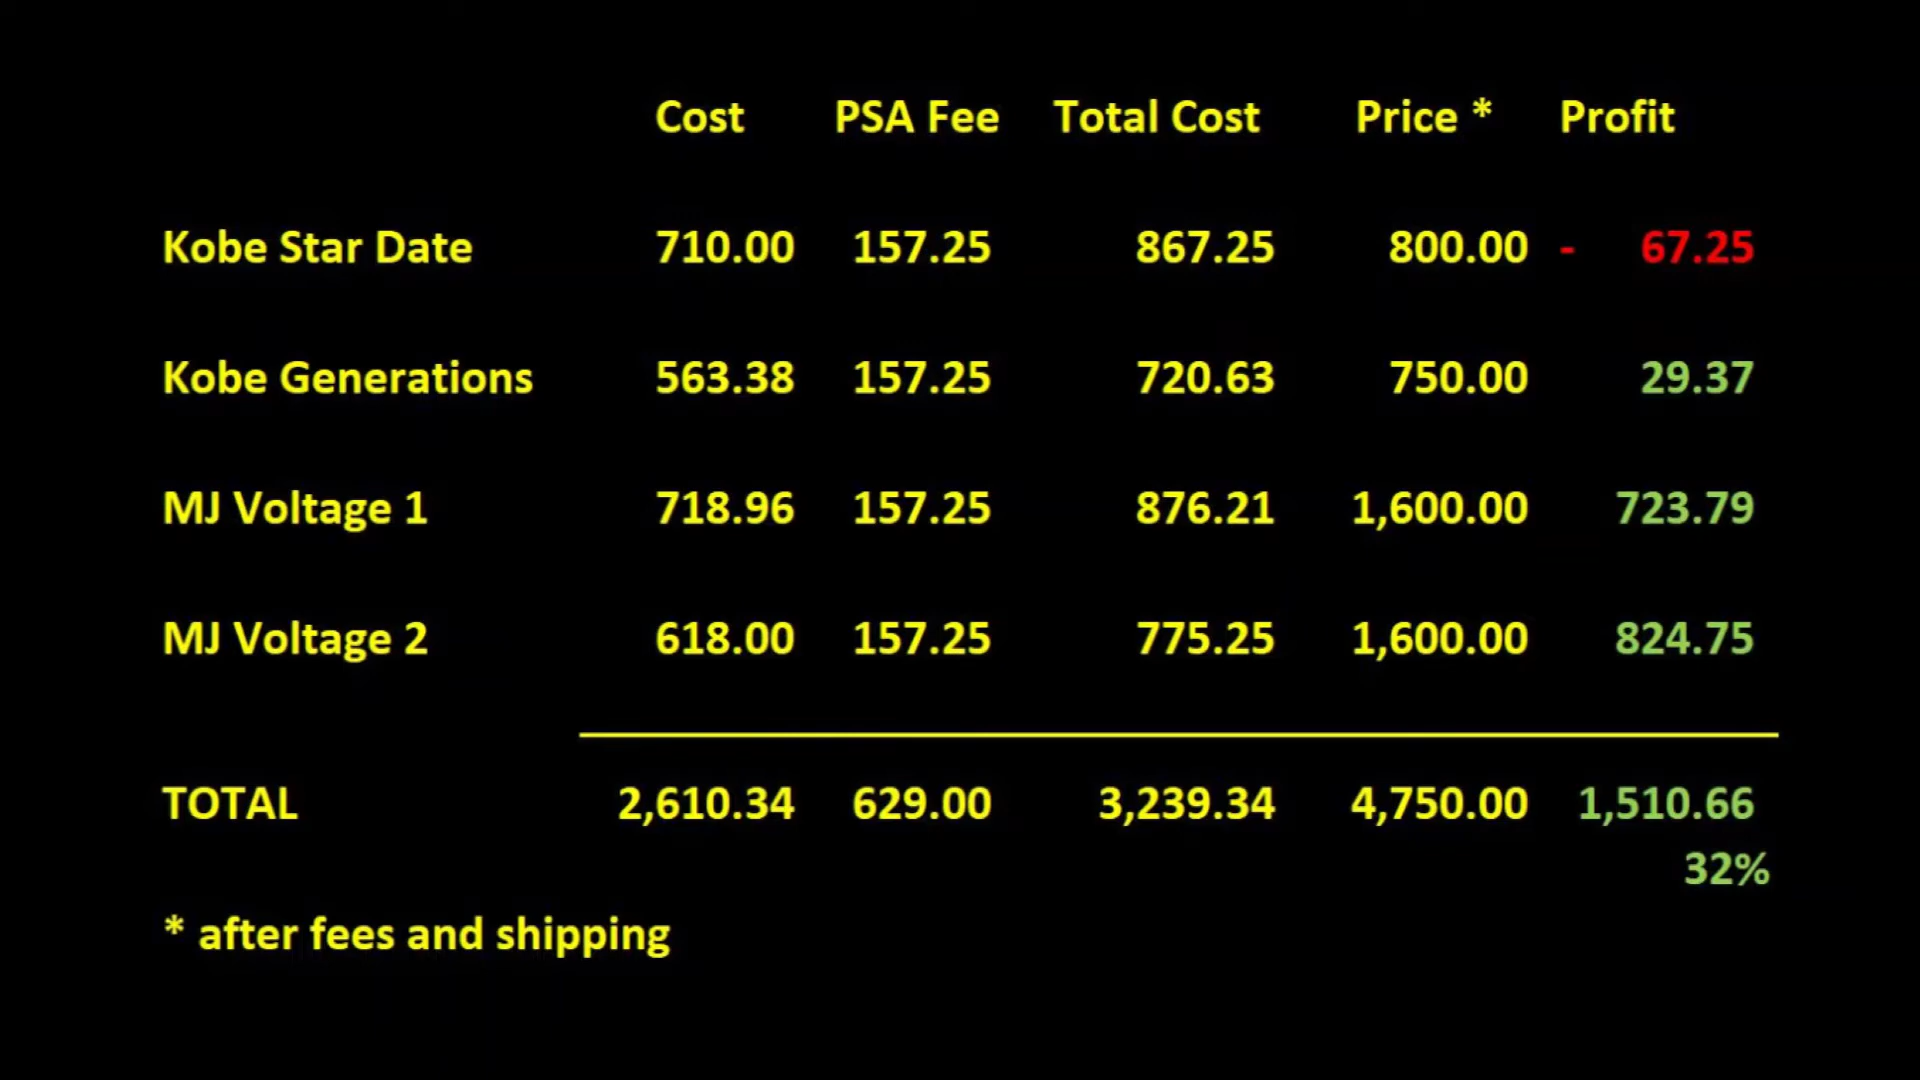 Cost PSA Fee Total Cost Price * Profit
Kobe Star Date 710.00 157.25 867.25 800.00 - 67.25
Kobe Generations 563.38 157.25 720.63 750.00 29.37
MJ Voltage 1 718.96 157.25 876.21 1,600.00 723.79
MJ Voltage 2 618.00 157.25 775.25 1,600.00 824.75
TOTAL 2,610.34 629.00 3,239.34 4,750.00 1,510.66
32%
* after fees and shipping